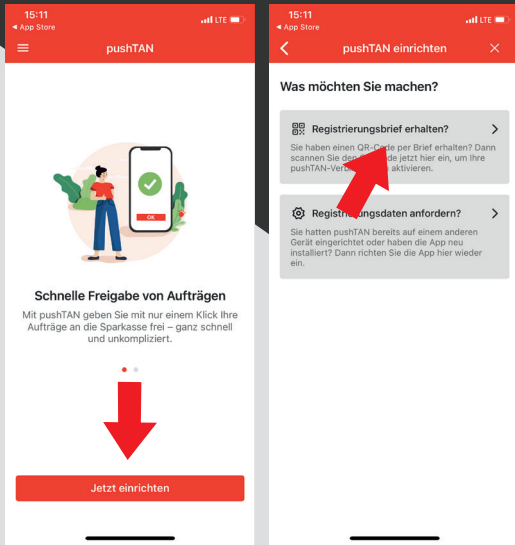 15:11
LTE
App Store
pushTAN
OK
Schnelle Freigabe von Aufträgen
Mit pushTAN geben Sie mit nur einem Klick Ihre
Aufträge an die Sparkasse frei – ganz schnell
und unkompliziert.
Jetzt einrichten
15:11
LTE
App Store
pushTAN einrichten
Was möchten Sie machen?
Registrierungsbrief erhalten?
Sie haben einen QR-Code per Brief erhalten? Dann
scannen Sie den de jetzt hier ein, um Ihre
pushTAN-Verb aktivieren.
Registrierungsdaten anfordern?
Sie hatten pushTAN bereits auf einem anderen
Gerät eingerichtet oder haben die App neu
installiert? Dann richten Sie die App hier wieder
ein.